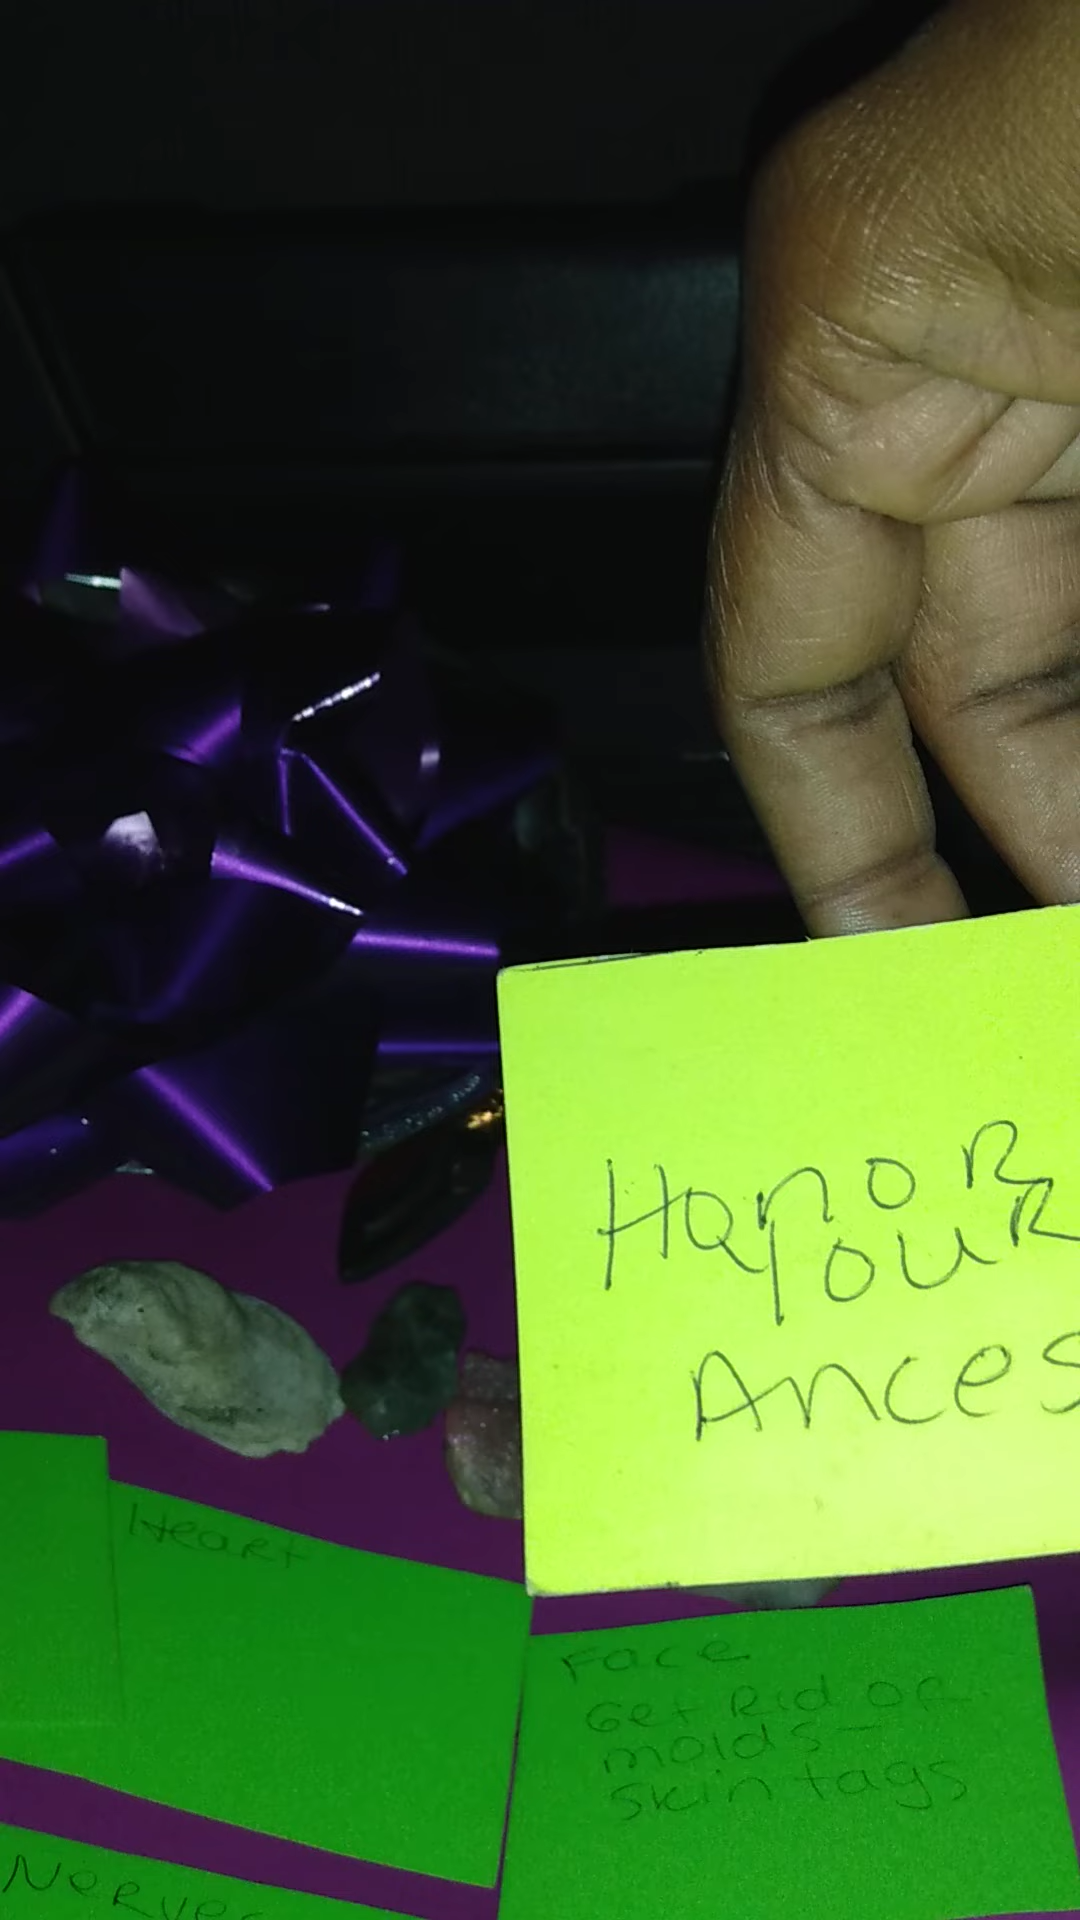 Honor
Your
Ances
Heart
Face
Get Rid of
molds -
skin tags
Nerve